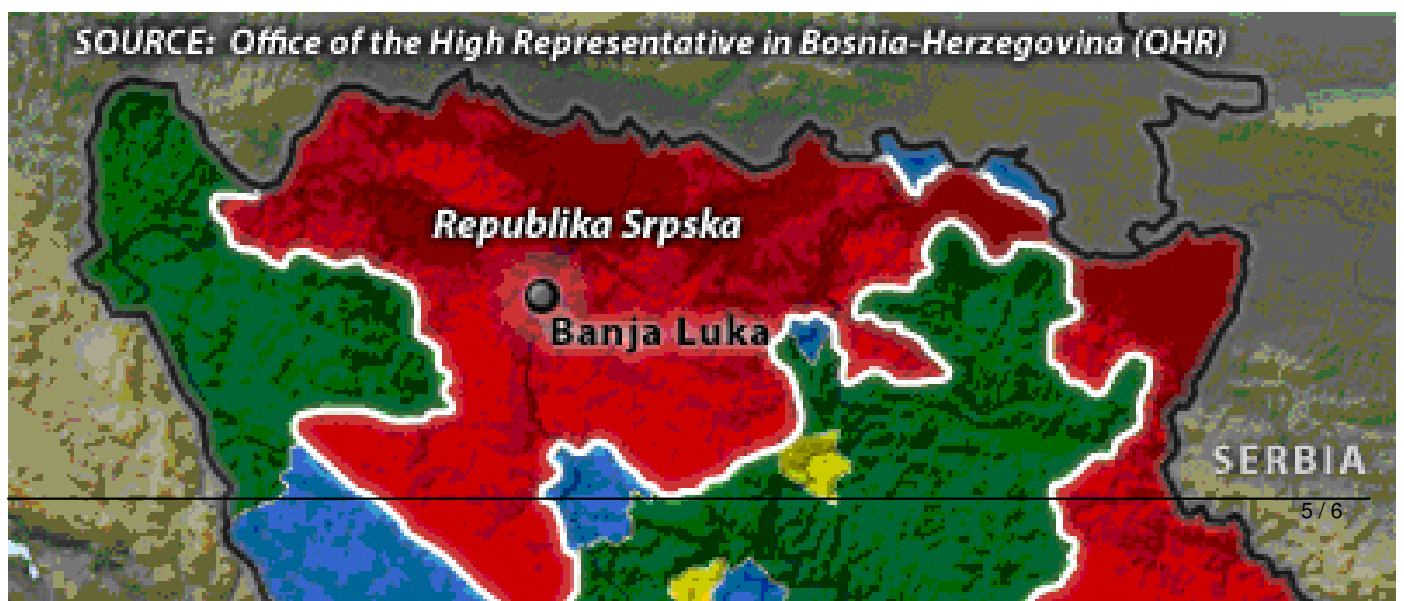 SOURCE: Office of the High Representative in Bosnia-Herzegovina (OHR)
Republika Srpska
Banja Luka
SERBIA
5 / 6